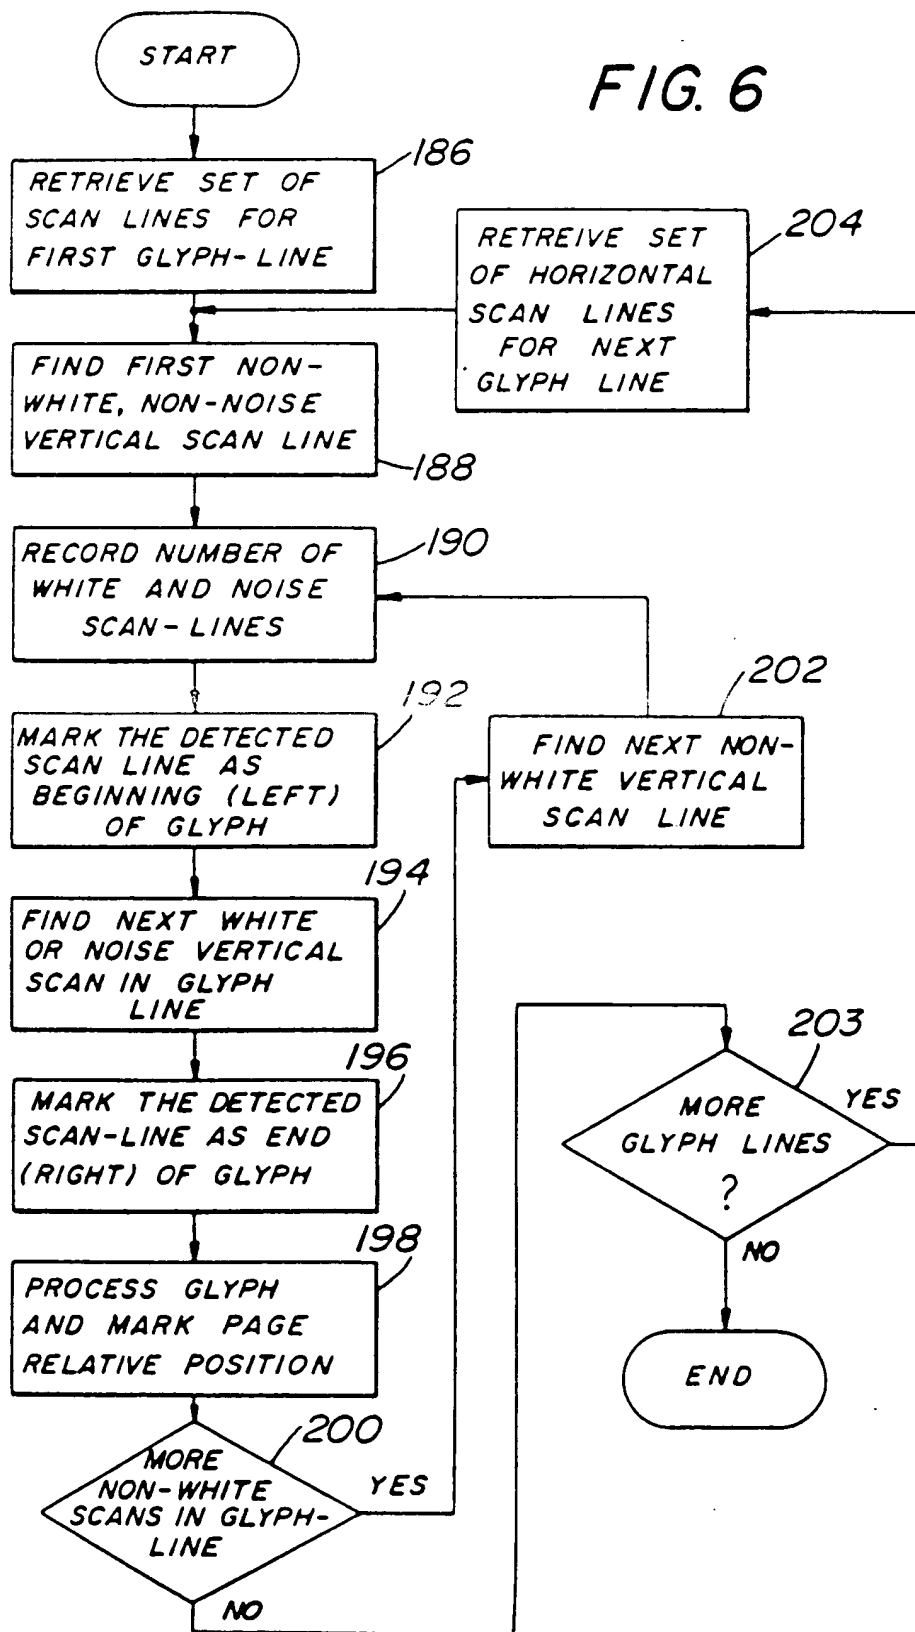 START
FIG. 6
186
RETRIEVE SET OF
SCAN LINES FOR
FIRST GLYPH-LINE
204
RETREIVE SET
OF HORIZONTAL
SCAN LINES
FOR NEXT
GLYPH LINE
FIND FIRST NON-
WHITE, NON-NOISE
VERTICAL SCAN LINE
188
190
RECORD NUMBER OF
WHITE AND NOISE
SCAN-LINES
192
MARK THE DETECTED
SCAN LINE AS
BEGINNING (LEFT)
OF GLYPH
202
FIND NEXT NON-
WHITE VERTICAL
SCAN LINE
194
FIND NEXT WHITE
OR NOISE VERTICAL
SCAN IN GLYPH
LINE
196
MARK THE DETECTED
SCAN-LINE AS END
(RIGHT) OF GLYPH
198
PROCESS GLYPH
AND MARK PAGE
RELATIVE POSITION
200
MORE
NON-WHITE
SCANS IN GLYPH-
LINE
YES
NO
203
MORE
GLYPH LINES
?
YES
NO
END